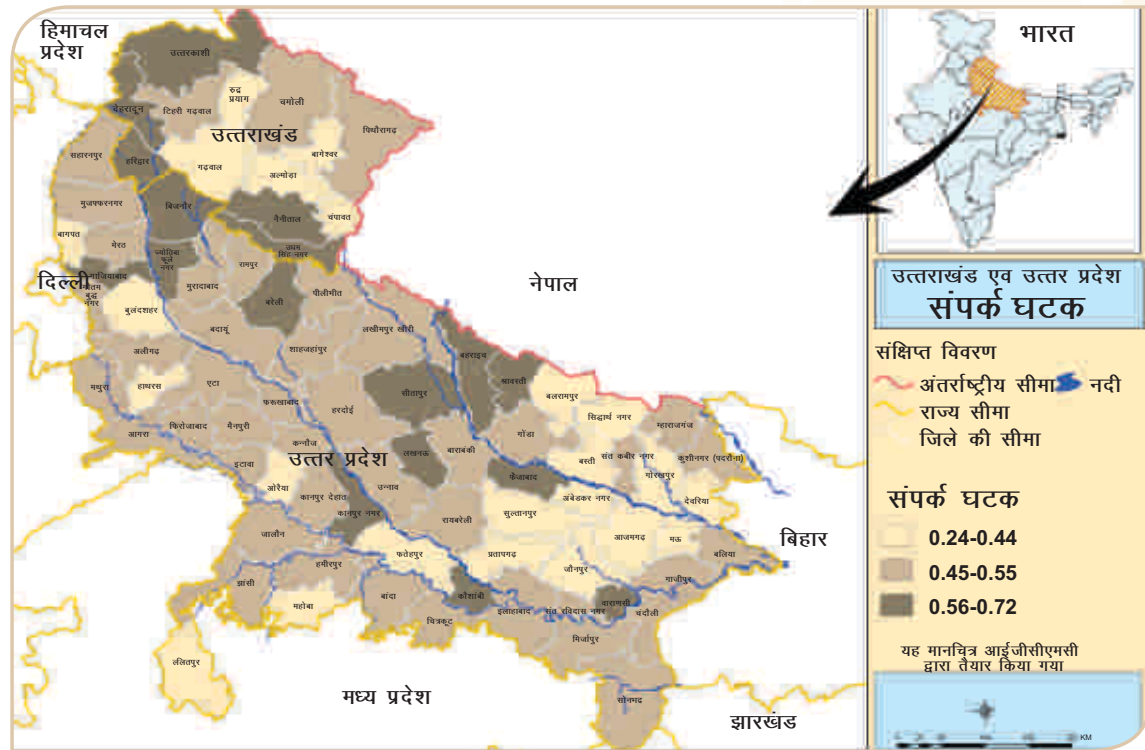 हिमाचल
प्रदेश
उत्तरकाशी
देहरादून
टिहरी गढ़वाल
रुद्र
प्रयाग
चमोली
पिथौरागढ़
उत्तराखंड
सहारनपुर
हरिद्वार
गढ़वाल
बागेश्वर
अल्मोड़ा
मुजफ्फरनगर
बिजनौर
नैनीताल
चंपावत
बागपत
मेरठ
ज्योतिबा
फूले
नगर
रामपुर
उधम
सिंह नगर
दिल्ली
गाजियाबाद
गौतम
बुद्ध
नगर
मुरादाबाद
बरेली
पीलीभीत
नेपाल
बुलंदशहर
बदायूं
शाहजहांपुर
लखीमपुर खीरी
बहराइच
श्रावस्ती
अलीगढ़
मथुरा
हाथरस
एटा
फरूखाबाद
हरदोई
सीतापुर
बलरामपुर
सिद्धार्थ नगर
म्हाराजगंज
आगरा
फिरोजाबाद
मैनपुरी
कन्नौज
लखनऊ
बाराबंकी
गोंडा
बस्ती
संत कबीर नगर
कुशीनगर (पदरौना)
गोरखपुर
इटावा
उत्तर प्रदेश
औरैया
कानपुर देहात
कानपुर नगर
उन्नाव
फैजाबाद
अंबेडकर नगर
देवरिया
सुल्तानपुर
रायबरेली
जालौन
फतेहपुर
प्रतापगढ़
आजमगढ़
मऊ
बलिया
बिहार
झांसी
हमीरपुर
जौनपुर
गाजीपुर
महोबा
बांदा
कौशांबी
इलाहाबाद
संत रविदास नगर
वाराणसी
चंदौली
चित्रकूट
मिर्जापुर
ललितपुर
सोनभद्र
मध्य प्रदेश
झारखंड
भारत
उत्तराखंड एवं उत्तर प्रदेश
संपर्क घटक
संक्षिप्त विवरण
अंतर्राष्ट्रीय सीमा नदी
राज्य सीमा
जिले की सीमा
संपर्क घटक
0.24-0.44
0.45-0.55
0.56-0.72
यह मानचित्र आईजीसीएमसी
द्वारा तैयार किया गया
KM